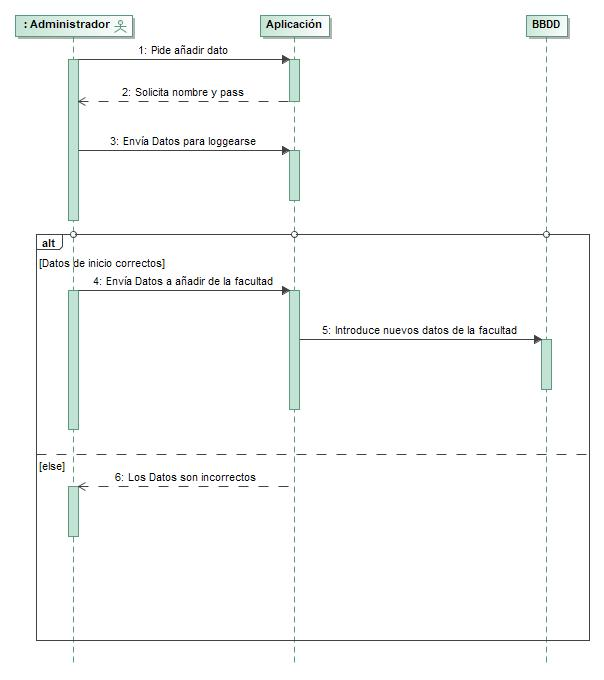 : Administrador
Aplicación
BBDD
1: Pide añadir dato
2: Solicita nombre y pass
3: Envía Datos para loggearse
alt
[Datos de inicio correctos]
4: Envía Datos a añadir de la facultad
5: Introduce nuevos datos de la facultad
[else]
6: Los Datos son incorrectos